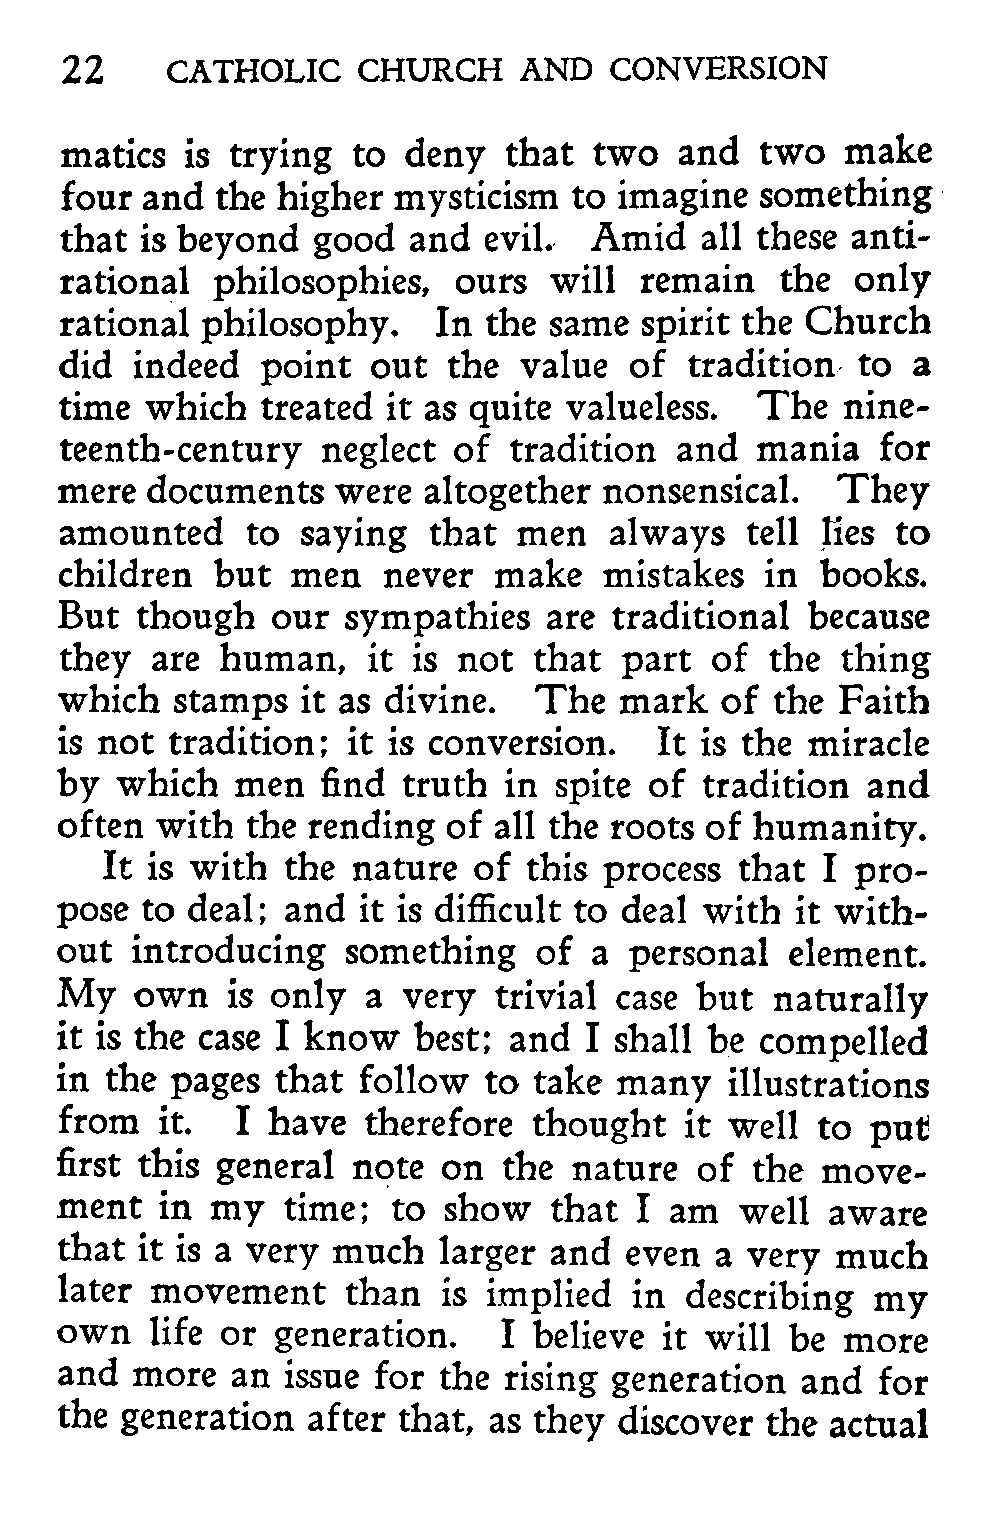 22 CATHOLIC CHURCH AND CONVERSION
matics is trying to deny that two and two make
four and the higher mysticism to imagine something
that is beyond good and evil. Amid all these anti-
rational philosophies, ours will remain the only
rational philosophy. In the same spirit the Church
did indeed point out the value of tradition to a
time which treated it as quite valueless. The nine-
teenth-century neglect of tradition and mania for
mere documents were altogether nonsensical. They
amounted to saying that men always tell lies to
children but men never make mistakes in books.
But though our sympathies are traditional because
they are human, it is not that part of the thing
which stamps it as divine. The mark of the Faith
is not tradition; it is conversion. It is the miracle
by which men find truth in spite of tradition and
often with the rending of all the roots of humanity.
It is with the nature of this process that I pro-
pose to deal; and it is difficult to deal with it with-
out introducing something of a personal element.
My own is only a very trivial case but naturally
it is the case I know best; and I shall be compelled
in the pages that follow to take many illustrations
from it. I have therefore thought it well to put
first this general note on the nature of the move-
ment in my time; to show that I am well aware
that it is a very much larger and even a very much
later movement than is implied in describing my
own life or generation. I believe it will be more
and more an issue for the rising generation and for
the generation after that, as they discover the actual